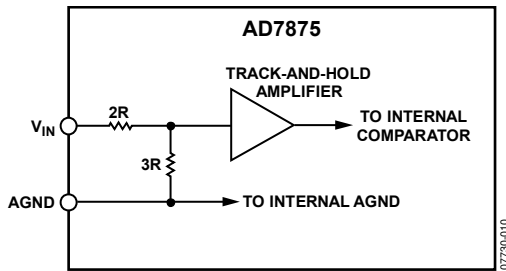 AD7875
TRACK-AND-HOLD
AMPLIFIER
2R
VIN
TO INTERNAL
COMPARATOR
3R
AGND
TO INTERNAL AGND
07730-010